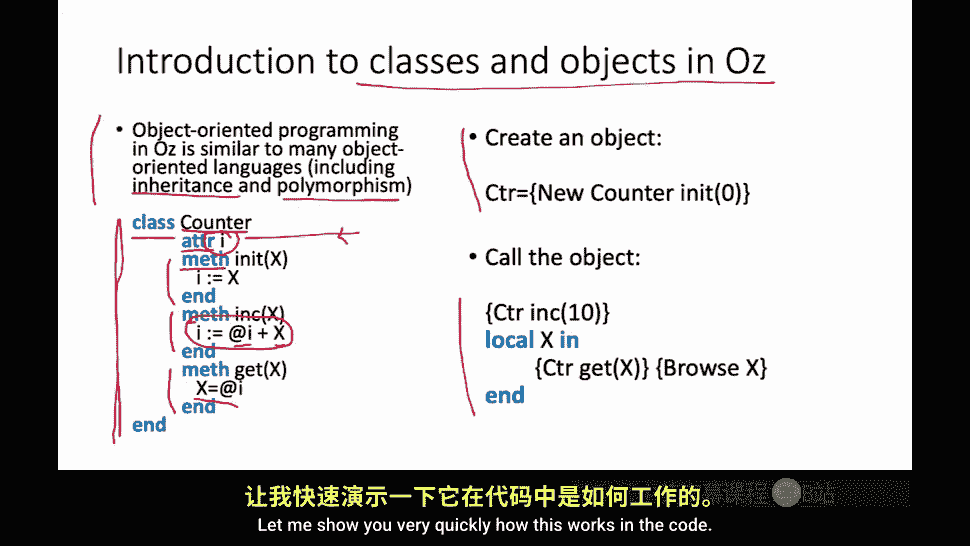 Introduction to classes and objects in Oz
• Object-oriented programming
in Oz is similar to many object-
oriented languages (including
inheritance and polymorphism)
class Counter
attr i
meth init(X)
i := X
end
meth inc(X)
i := @i + X
end
meth get(X)
X=@i
end
end
• Create an object:
Ctr={New Counter init(0)}
• Call the object:
{Ctr inc(10)}
local X in
{Ctr get(X)} {Browse X}
end
让我快速演示一下它在代码中是如何工作的。
Let me show you very quickly how this works in the code.